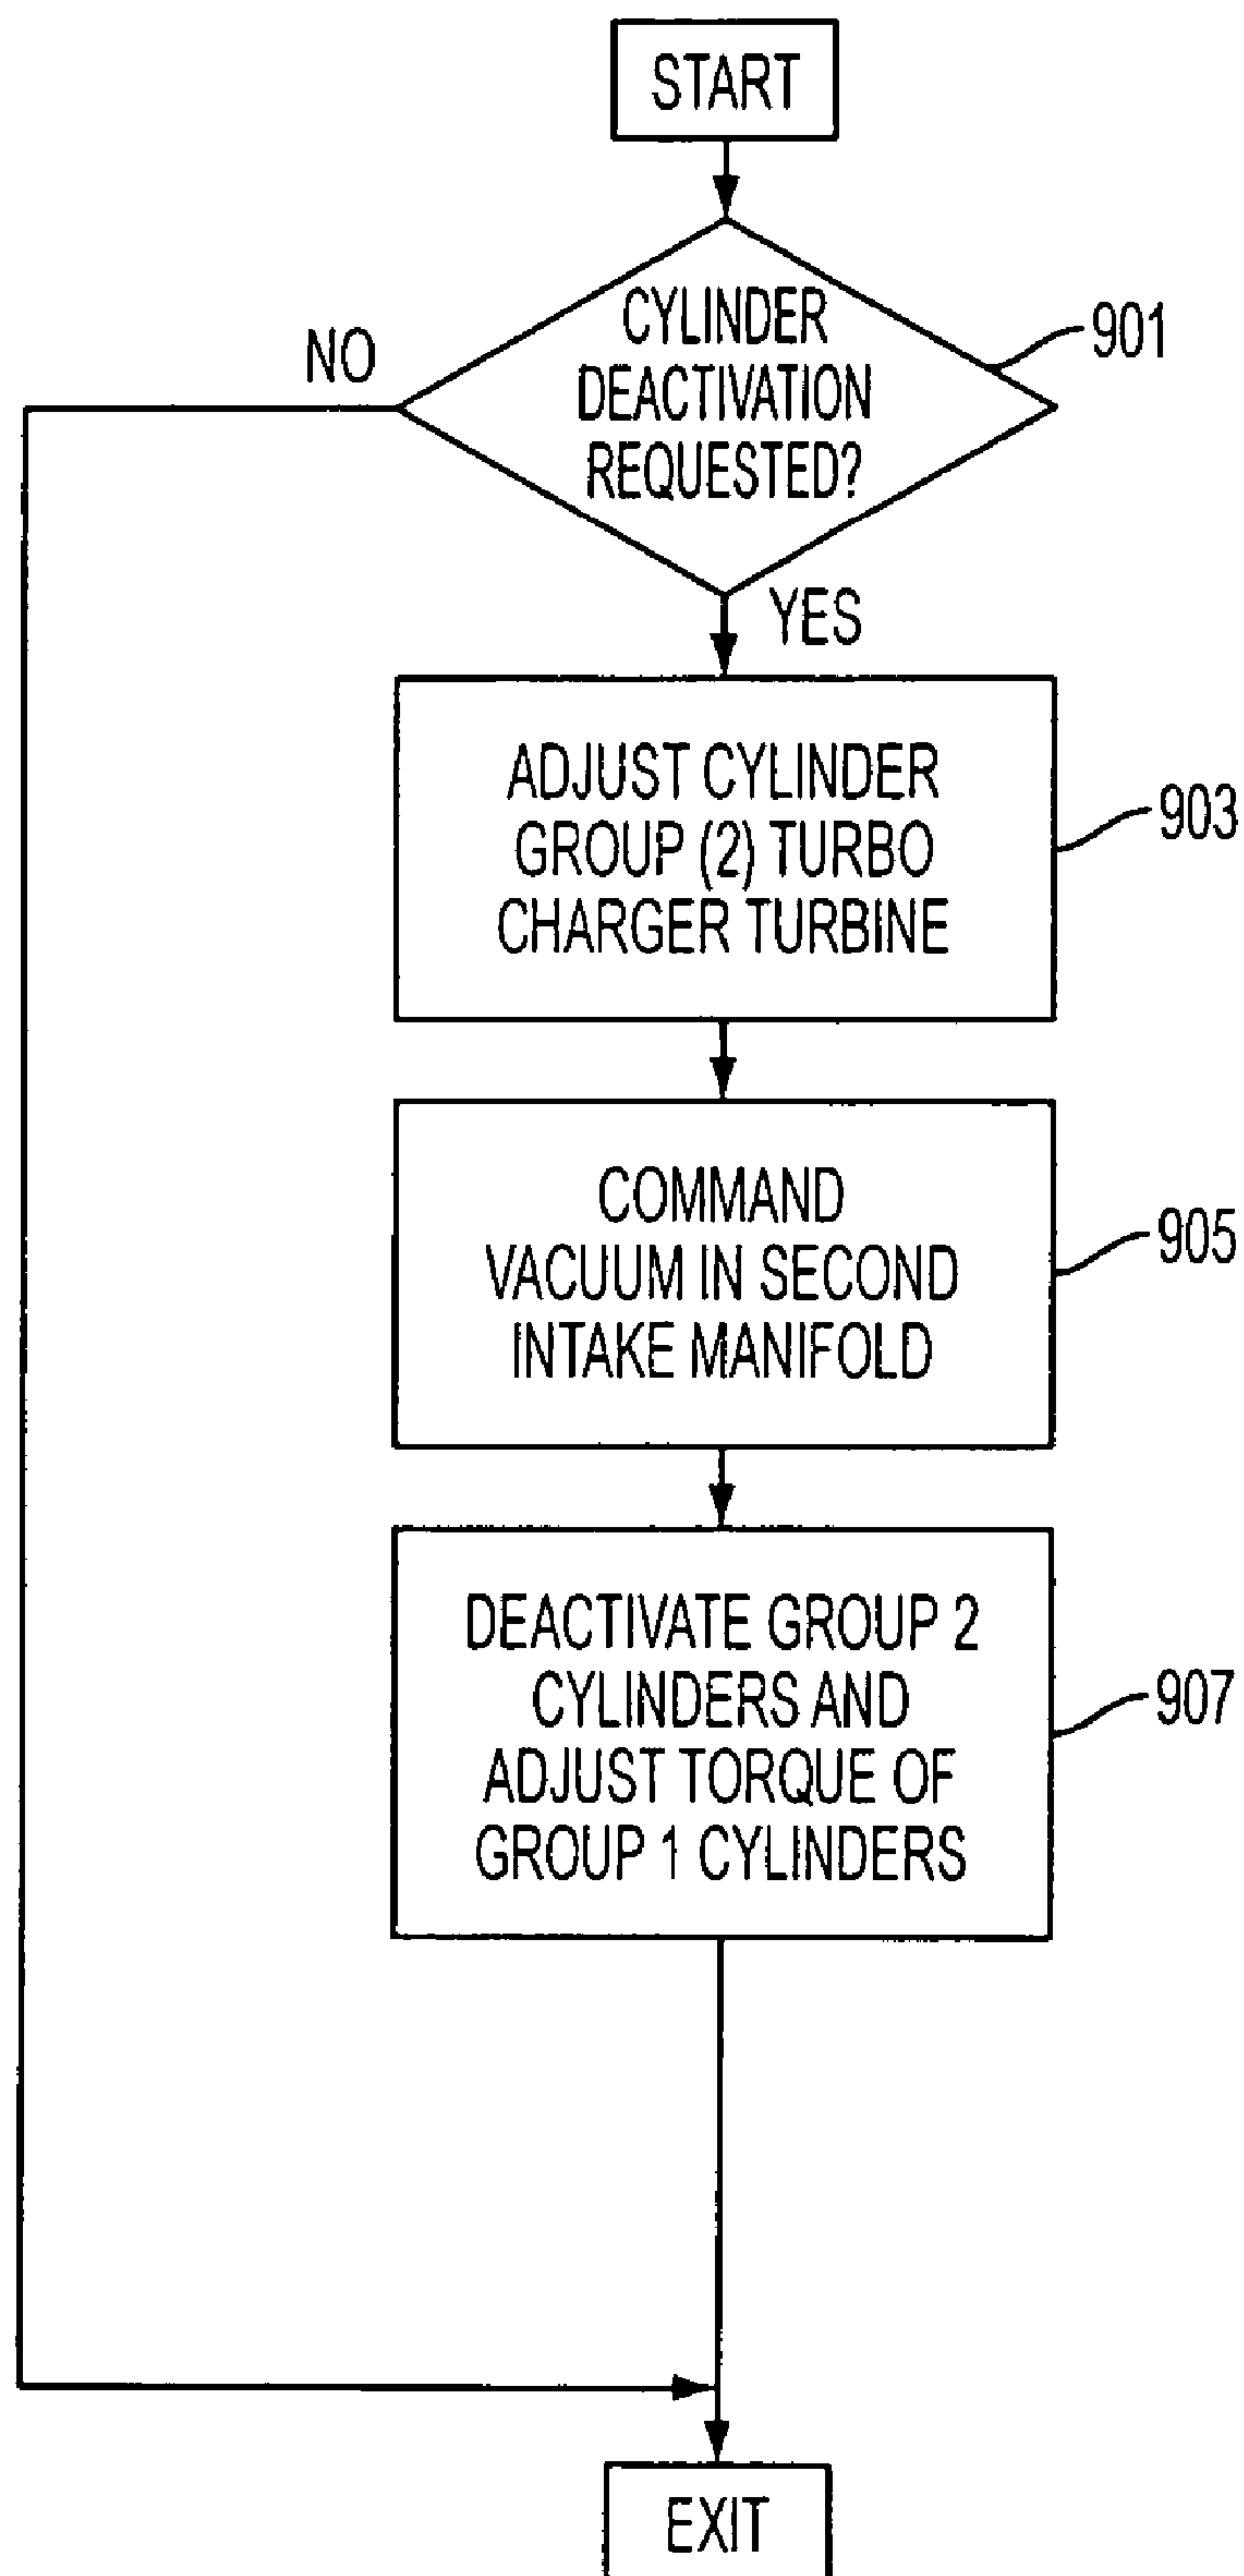 START
CYLINDER
DEACTIVATION
REQUESTED?
901
NO
YES
ADJUST CYLINDER
GROUP (2) TURBO
CHARGER TURBINE
903
COMMAND
VACUUM IN SECOND
INTAKE MANIFOLD
905
DEACTIVATE GROUP 2
CYLINDERS AND
ADJUST TORQUE OF
GROUP 1 CYLINDERS
907
EXIT